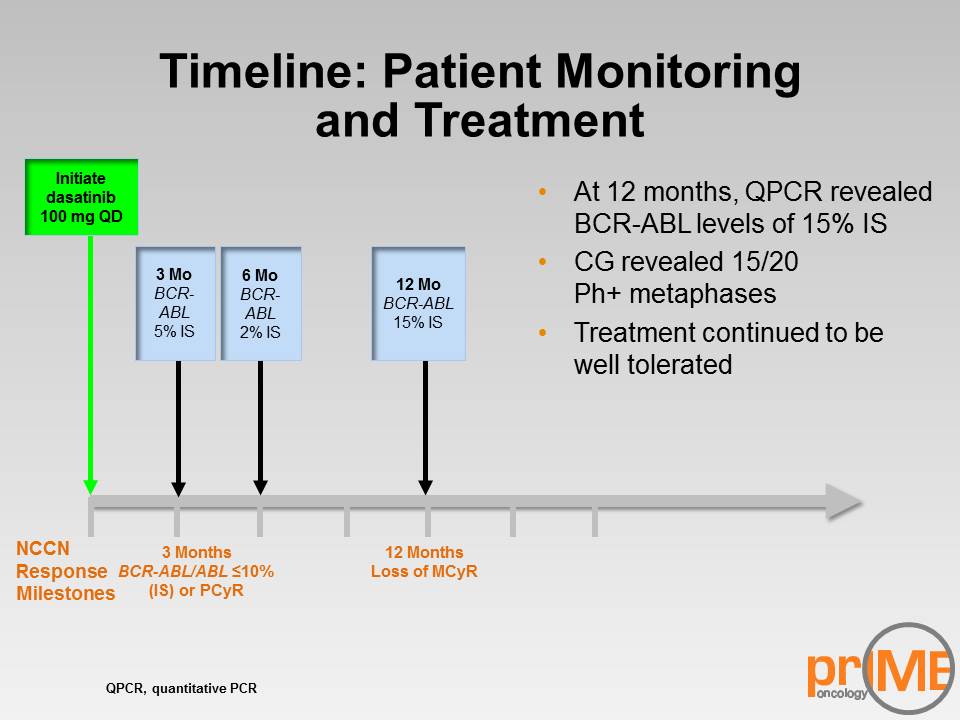 Timeline: Patient Monitoring
and Treatment
Initiate
dasatinib
100 mg QD
3 Mo
BCR-
ABL
5% IS
6 Mo
BCR-
ABL
2% IS
12 Mo
BCR-ABL
15% IS
• At 12 months, QPCR revealed
BCR-ABL levels of 15% IS
• CG revealed 15/20
Ph+ metaphases
• Treatment continued to be
well tolerated
NCCN
Response
Milestones
3 Months
BCR-ABL/ABL ≤10%
(IS) or PCyR
12 Months
Loss of MCyR
QPCR, quantitative PCR
prIME
oncology